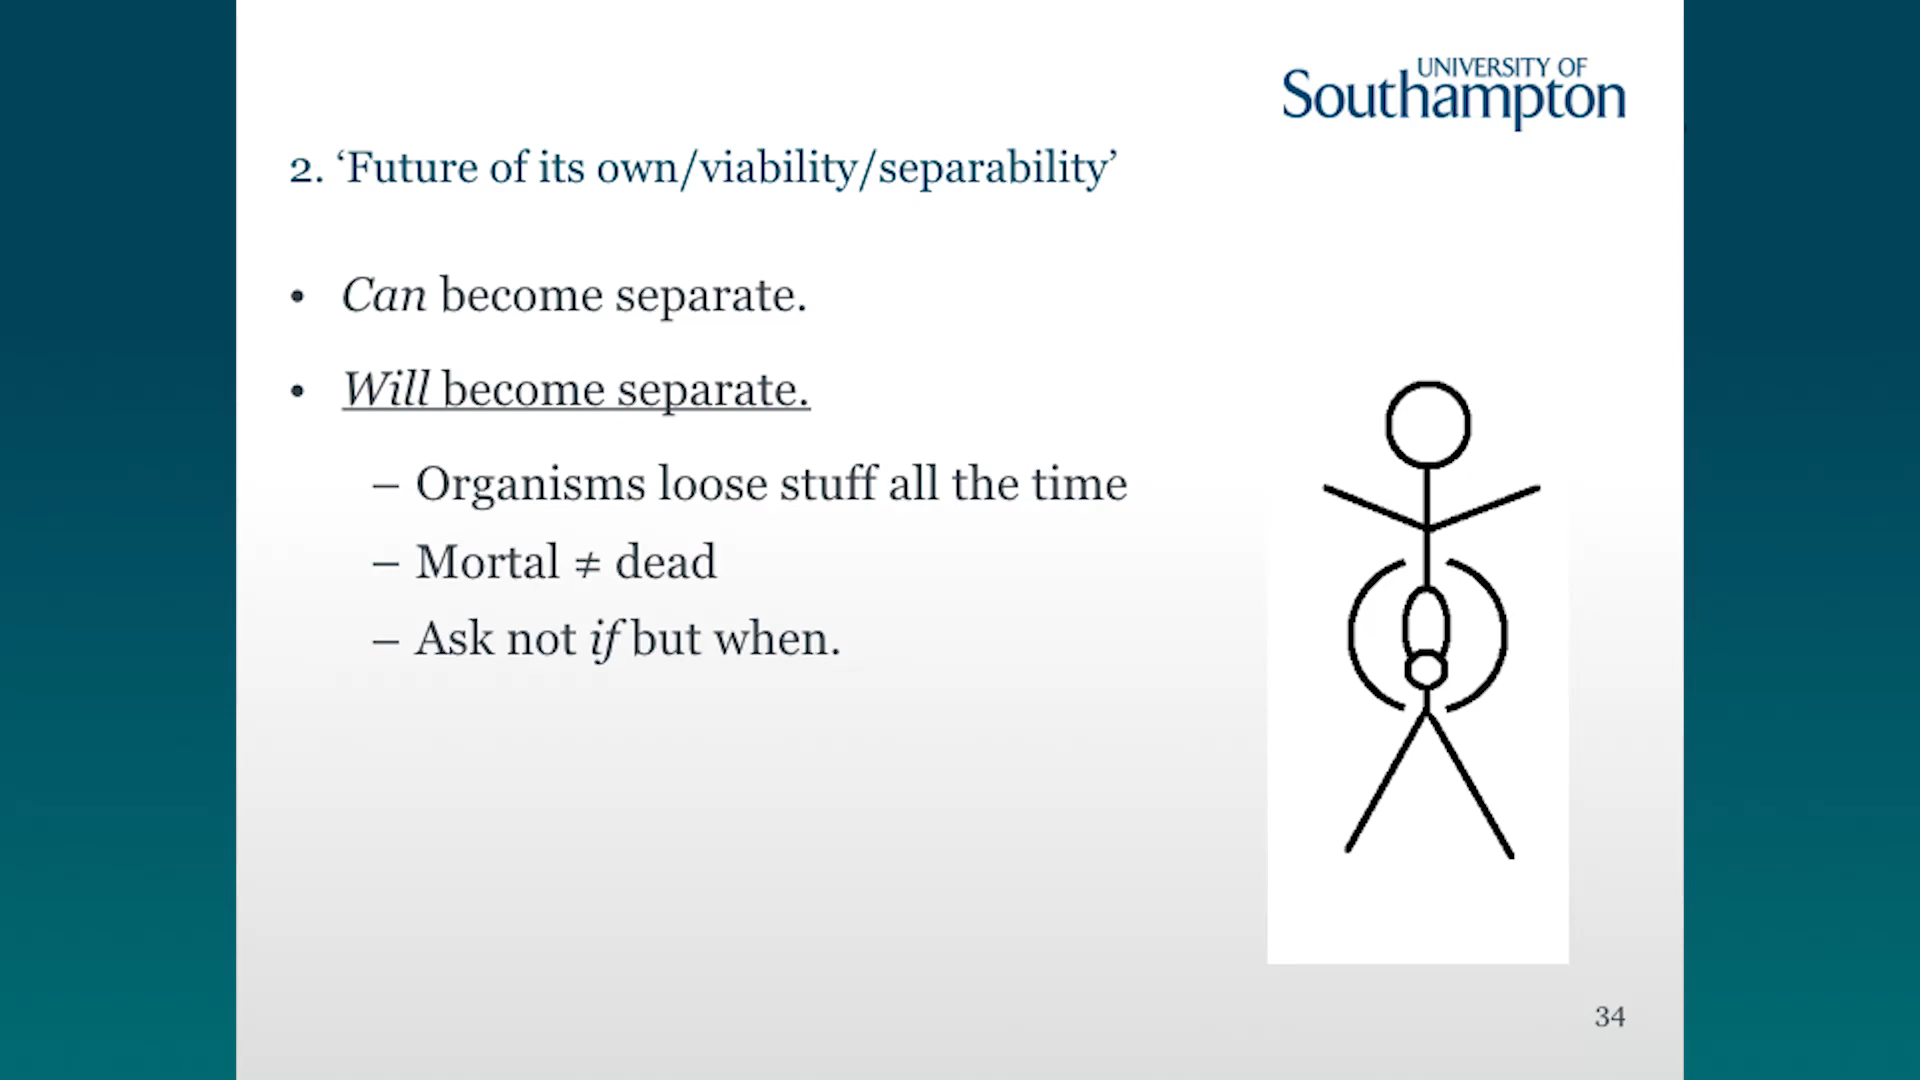 UNIVERSITY OF
Southampton
2. ‘Future of its own/viability/separability’
• Can become separate.
• Will become separate.
– Organisms loose stuff all the time
– Mortal ≠ dead
– Ask not if but when.
34